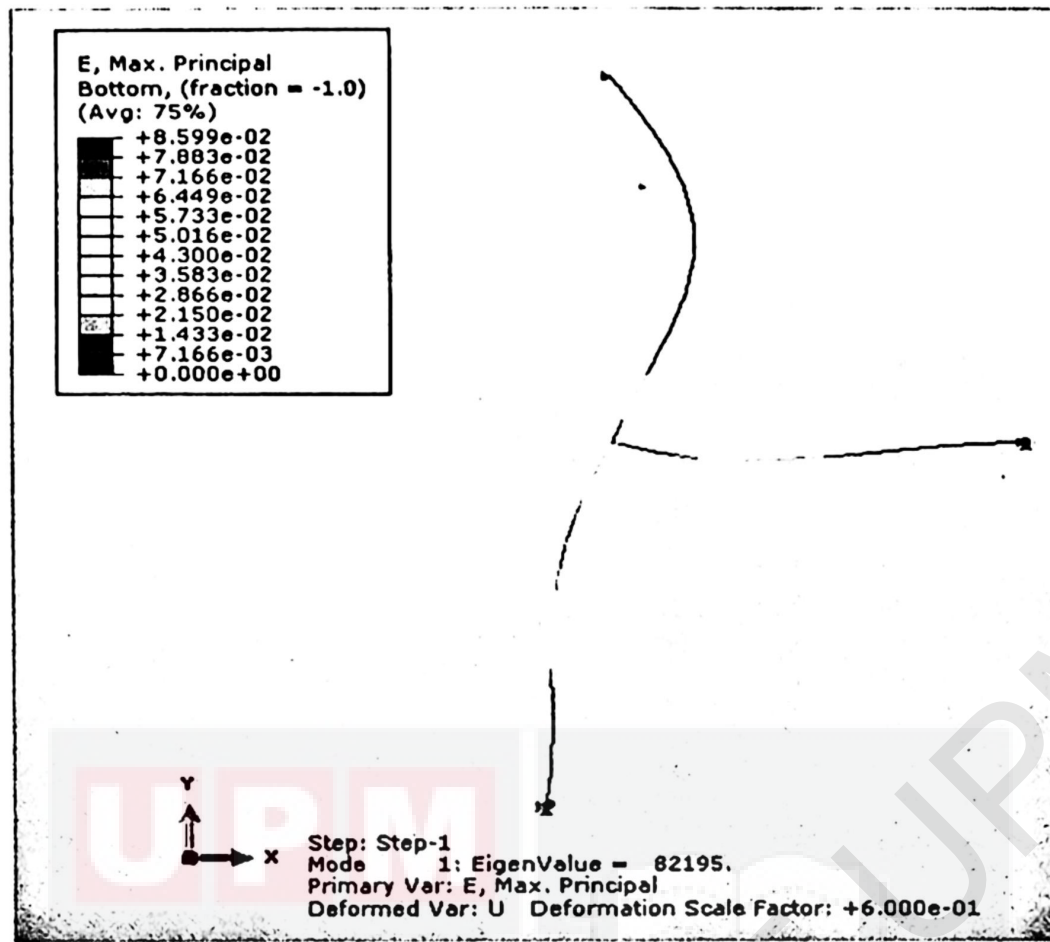 E, Max. Principal
Bottom, (fraction = -1.0)
(Avg: 75%)
+8.599e-02
+7.883e-02
+7.166e-02
+6.449e-02
+5.733e-02
+5.016e-02
+4.300e-02
+3.583e-02
+2.866e-02
+2.150e-02
+1.433e-02
+7.166e-03
+0.000e+00
Y
X
UPM
UPM
Step: Step-1
Mode 1: EigenValue = 82195.
Primary Var: E, Max. Principal
Deformed Var: U Deformation Scale Factor: +6.000e-01